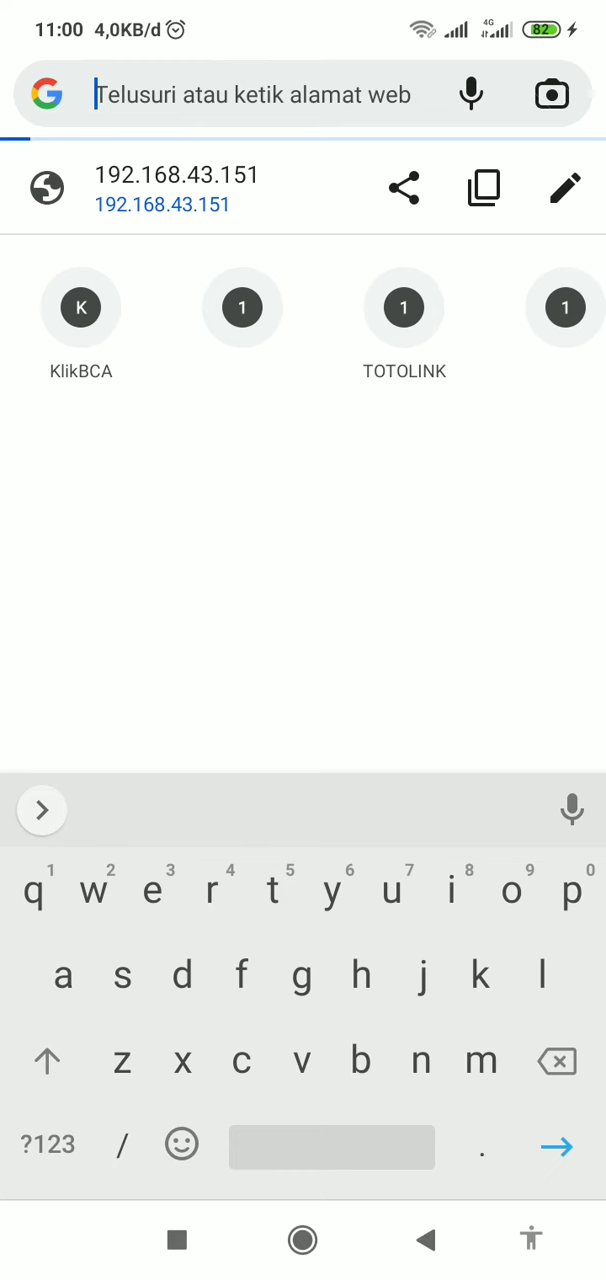 11:00 4,0KB/d
4G
82
Telusuri atau ketik alamat web
192.168.43.151
192.168.43.151
K 1 1 1
KlikBCA TOTOLINK
1 2 3 4 5 6 7 8 9 0
q w e r t y u i o p
a s d f g h j k l
z x c v b n m
?123 / .